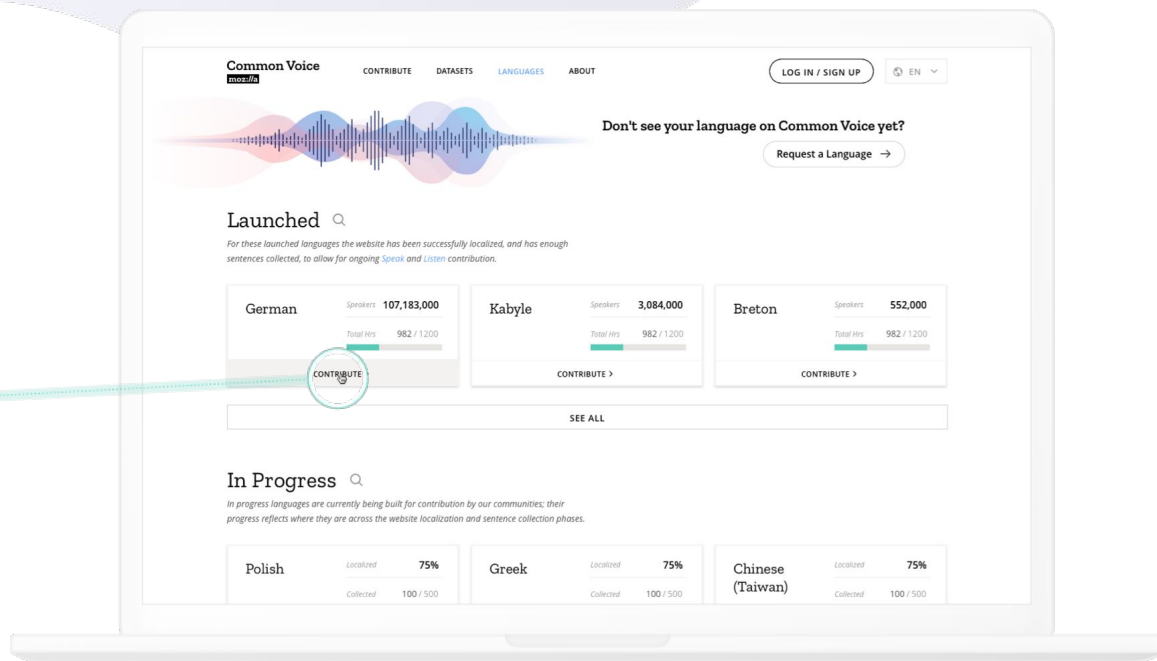 Common Voice
moz://a
CONTRIBUTE DATASETS LANGUAGES ABOUT
LOG IN / SIGN UP EN
Don't see your language on Common Voice yet?
Request a Language →
Launched
For these launched languages the website has been successfully localized, and has enough
sentences collected, to allow for ongoing Speak and Listen contribution.
German Speakers 107,183,000
Total Hrs 982 / 1200
CONTRIBUTE
Kabyle Speakers 3,084,000
Total Hrs 982 / 1200
CONTRIBUTE >
Breton Speakers 552,000
Total Hrs 982 / 1200
CONTRIBUTE >
SEE ALL
In Progress
In progress languages are currently being built for contribution by our communities; their
progress reflects where they are across the website localization and sentence collection phases.
Polish Localized 75%
Collected 100 / 500
Greek Localized 75%
Collected 100 / 500
Chinese
(Taiwan)
Localized 75%
Collected 100 / 500